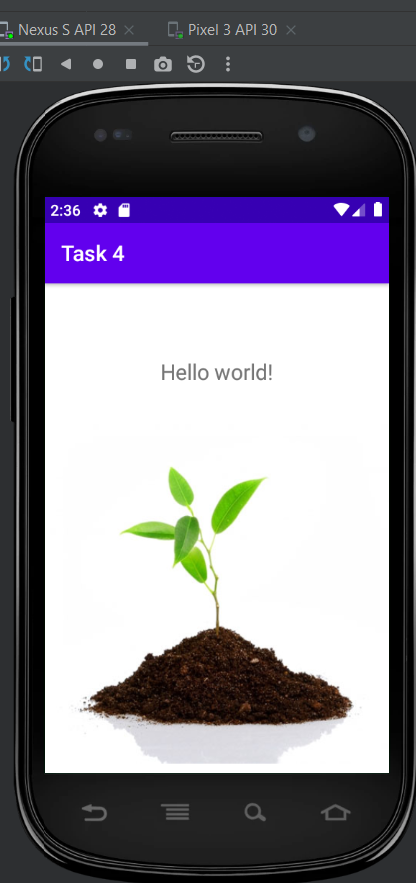 Nexus S API 28 Pixel 3 API 30
2:36
Task 4
Hello world!